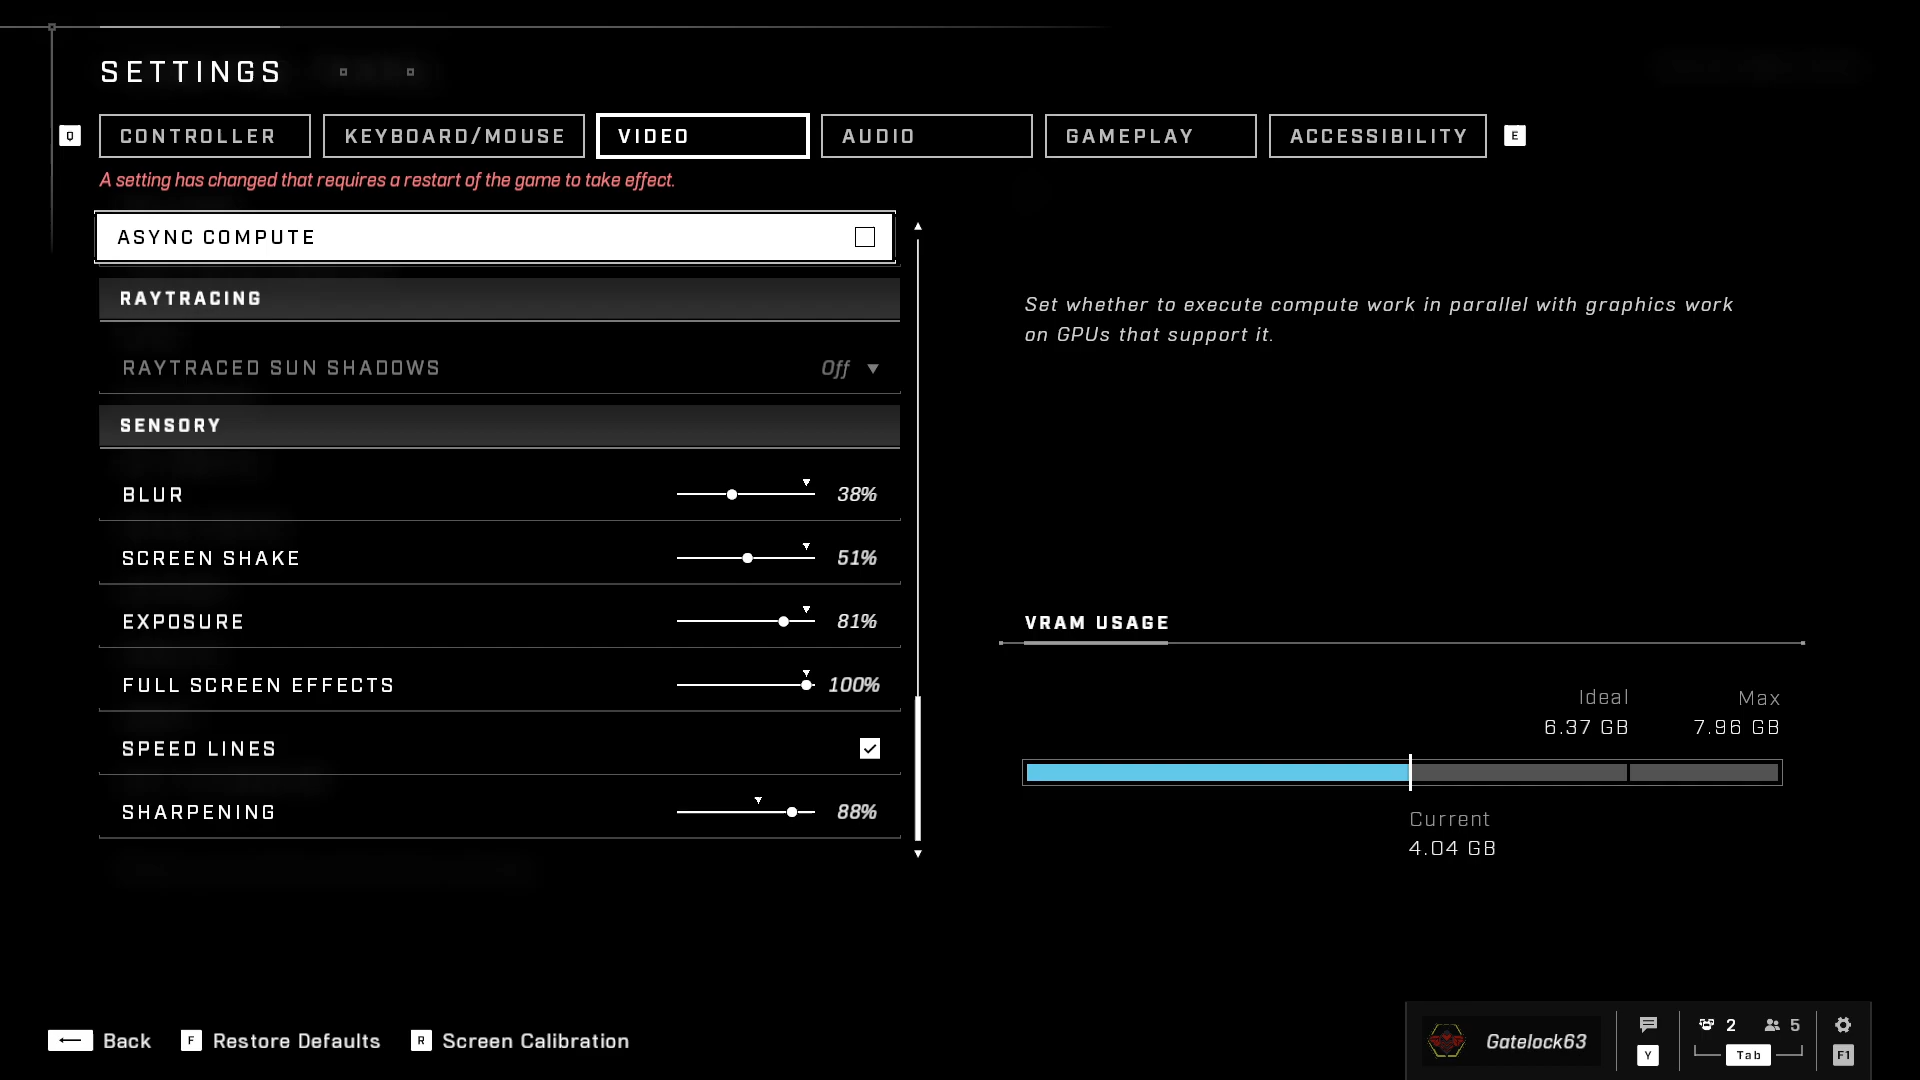 SETTINGS
Q CONTROLLER KEYBOARD/MOUSE VIDEO AUDIO GAMEPLAY ACCESSIBILITY E
A setting has changed that requires a restart of the game to take effect.
ASYNC COMPUTE
RAYTRACING
RAYTRACED SUN SHADOWS Off
SENSORY
BLUR 38%
SCREEN SHAKE 51%
EXPOSURE 81%
FULL SCREEN EFFECTS 100%
SPEED LINES
SHARPENING 88%
Set whether to execute compute work in parallel with graphics work
on GPUs that support it.
VRAM USAGE
Ideal Max
6.37 GB 7.96 GB
Current
4.04 GB
Back F Restore Defaults R Screen Calibration
Gatelock63
2 5
Y Tab F1